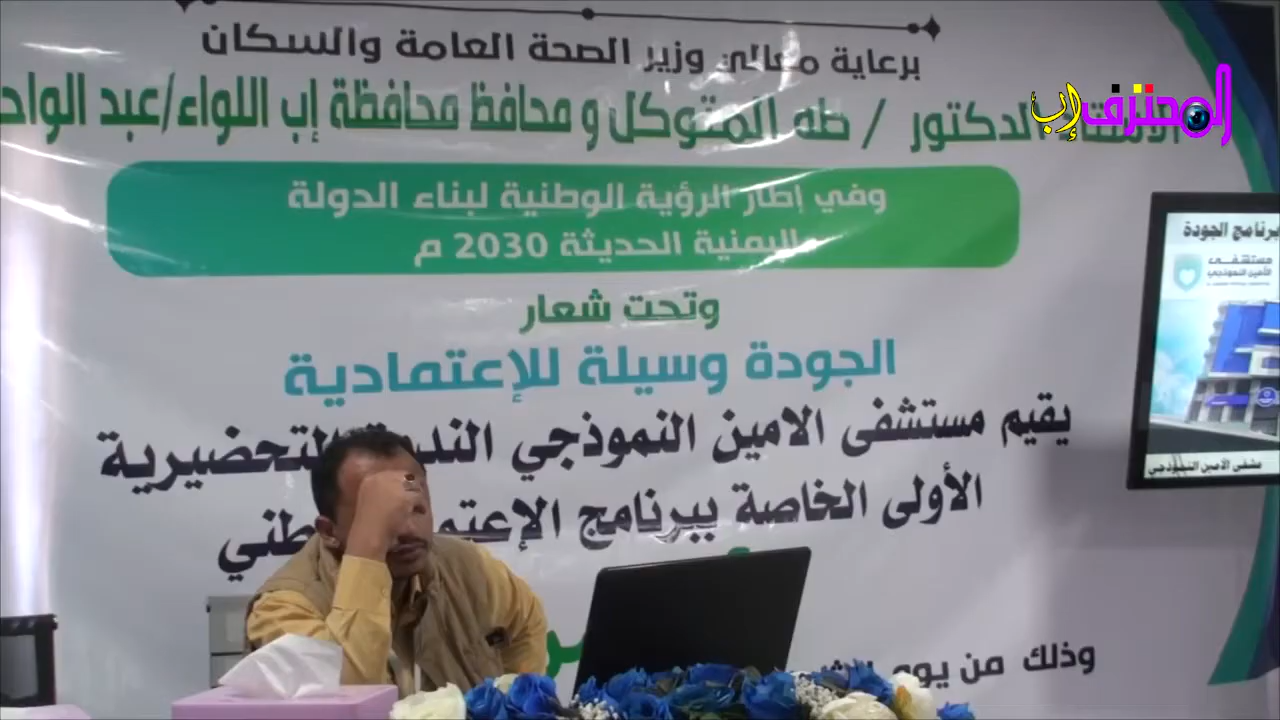 برعاية معالي وزير الصحة العامة والسكان
الدكتور / طه المتوكل و محافظ محافظة إب اللواء/عبد الواحد
المحترف إب
وفي إطار الرؤية الوطنية لبناء الدولة
اليمنية الحديثة 2030 م
وتحت شعار
الجودة وسيلة للإعتمادية
يقيم مستشفى الامين النموذجي الندوة التحضيرية
الأولى الخاصة ببرنامج الإعتماد الوطني
وذلك من يوم
برنامج الجودة
مستشفى
الأمين النموذجي
مشفى الأمين النموذجي